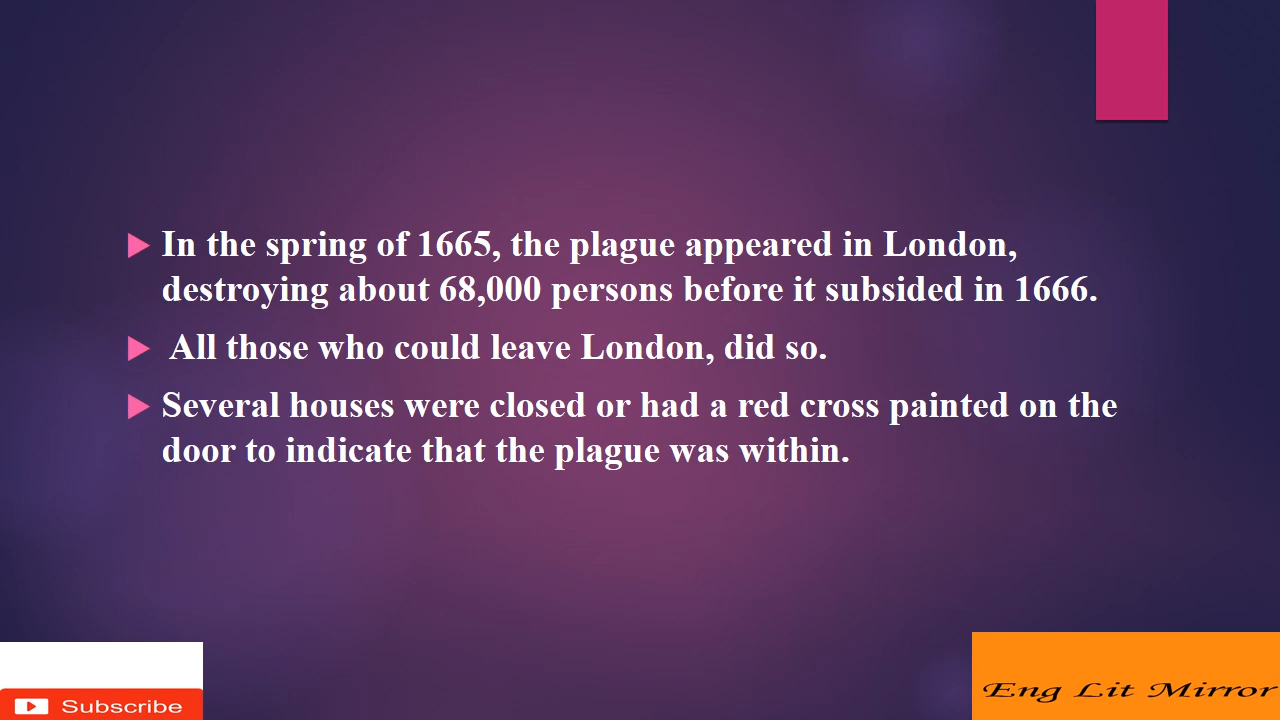 In the spring of 1665, the plague appeared in London,
destroying about 68,000 persons before it subsided in 1666.
All those who could leave London, did so.
Several houses were closed or had a red cross painted on the
door to indicate that the plague was within.
Subscribe
Eng Lit Mirror